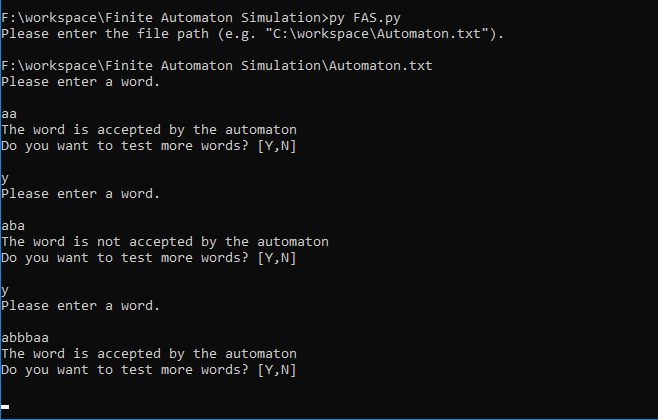 F:\workspace\Finite Automaton Simulation>py FAS.py
Please enter the file path (e.g. "C:\workspace\Automaton.txt").
F:\workspace\Finite Automaton Simulation\Automaton.txt
Please enter a word.
aa
The word is accepted by the automaton
Do you want to test more words? [Y,N]
y
Please enter a word.
aba
The word is not accepted by the automaton
Do you want to test more words? [Y,N]
y
Please enter a word.
abbbaa
The word is accepted by the automaton
Do you want to test more words? [Y,N]